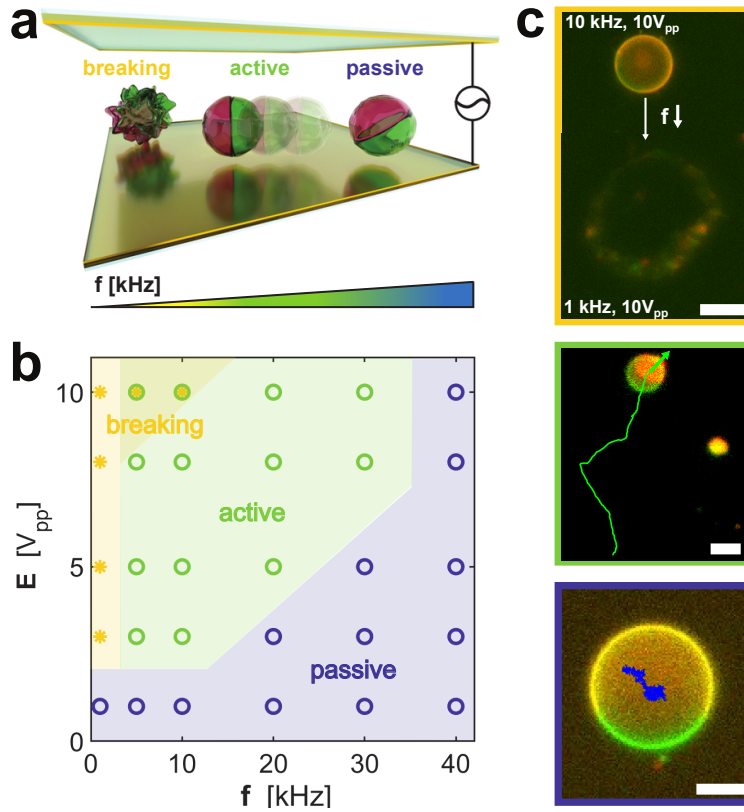 a
breaking active passive
f [kHz]
b
10
5
0
E [Vpp]
breaking
active
passive
0 10 20 30 40
f [kHz]
c
10 kHz, 10Vpp
f↓
1 kHz, 10Vpp